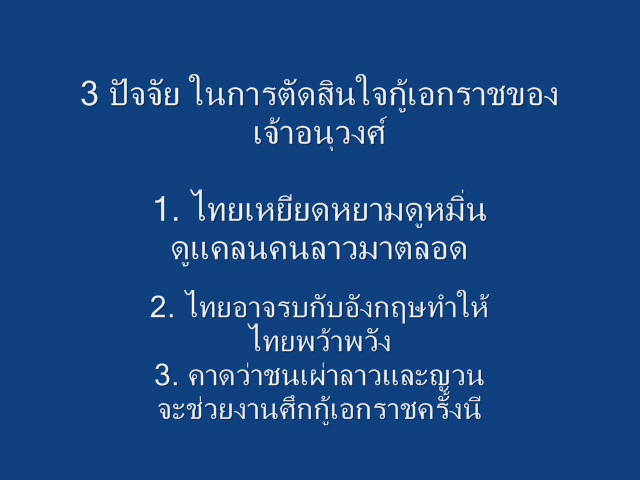 3 ปัจจัย ในการตัดสินใจกู้เอกราชของ
เจ้าอนุวงศ์
1. ไทยเหยียดหยามดูหมิ่น
ดูแคลนคนลาวมาตลอด
2. ไทยอาจรบกับอังกฤษทำให้
ไทยพว้าพวัง
3. คาดว่าชนเผ่าลาวและญวน
จะช่วยงานศึกกู้เอกราชครั้งนี้